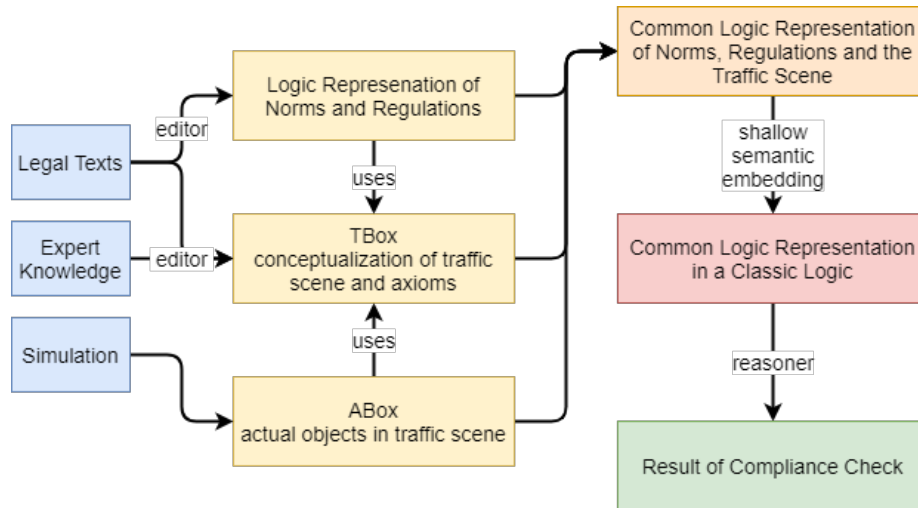 Logic Represenation of
Norms and Regulations
Common Logic Representation
of Norms, Regulations and the
Traffic Scene
editor
Legal Texts
uses
shallow
semantic
embedding
Expert
Knowledge
editor
TBox
conceptualization of traffic
scene and axioms
Common Logic Representation
in a Classic Logic
Simulation
uses
reasoner
ABox
actual objects in traffic scene
Result of Compliance Check